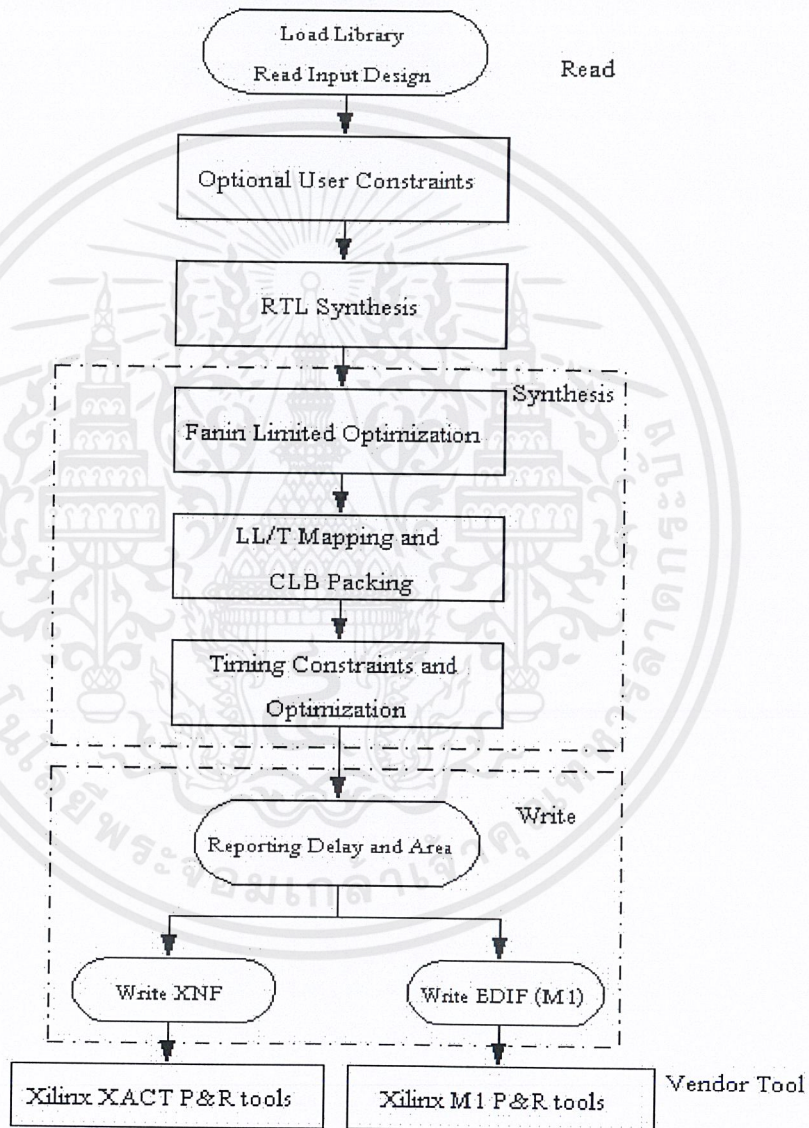 Load Library
Read Input Design
Read
Optional User Constraints
RTL Synthesis
Synthesis
Fanin Limited Optimization
LL/T Mapping and
CLB Packing
Timing Constraints and
Optimization
Write
Reporting Delay and Area
Write XNF
Write EDIF (M1)
Xilinx XACT P&R tools
Xilinx M1 P&R tools
Vendor Tool